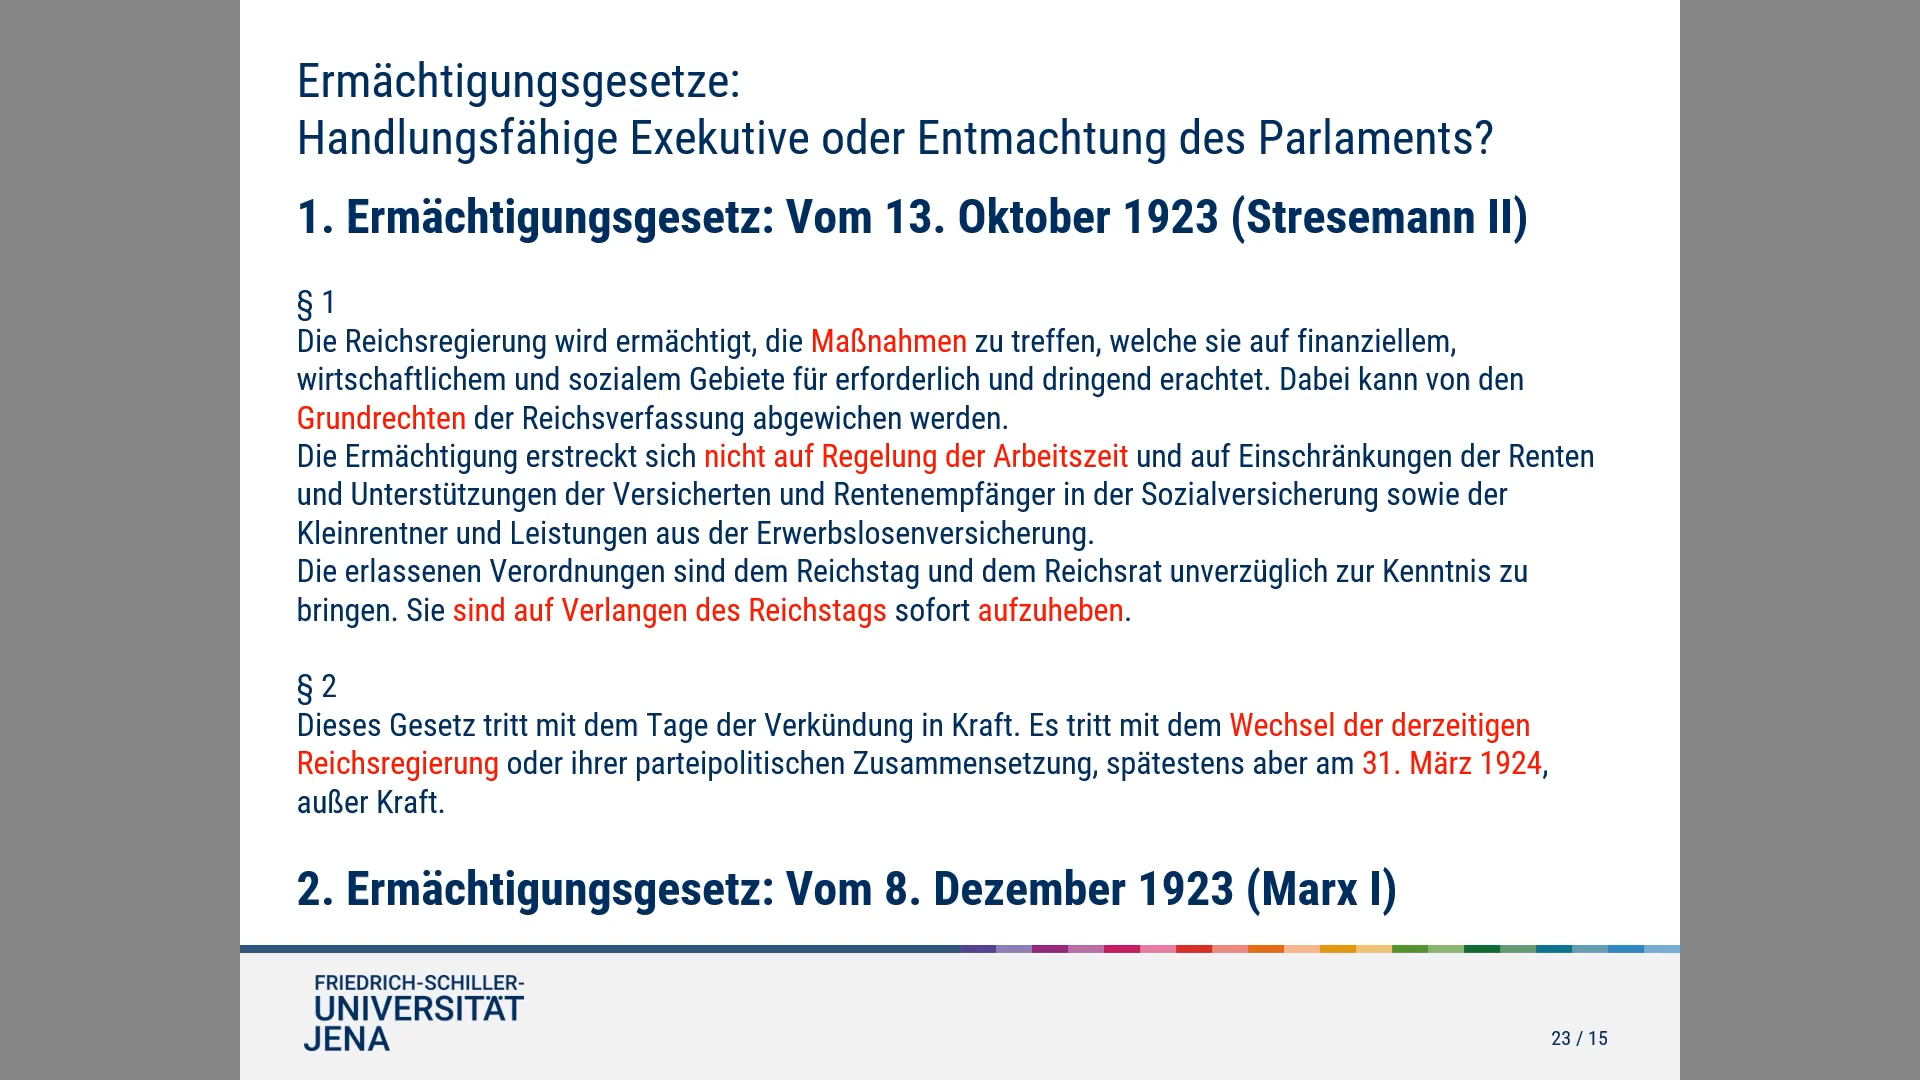 Ermächtigungsgesetze:
Handlungsfähige Exekutive oder Entmachtung des Parlaments?
1. Ermächtigungsgesetz: Vom 13. Oktober 1923 (Stresemann II)
§ 1
Die Reichsregierung wird ermächtigt, die Maßnahmen zu treffen, welche sie auf finanziellem,
wirtschaftlichem und sozialem Gebiete für erforderlich und dringend erachtet. Dabei kann von den
Grundrechten der Reichsverfassung abgewichen werden.
Die Ermächtigung erstreckt sich nicht auf Regelung der Arbeitszeit und auf Einschränkungen der Renten
und Unterstützungen der Versicherten und Rentenempfänger in der Sozialversicherung sowie der
Kleinrentner und Leistungen aus der Erwerbslosenversicherung.
Die erlassenen Verordnungen sind dem Reichstag und dem Reichsrat unverzüglich zur Kenntnis zu
bringen. Sie sind auf Verlangen des Reichstags sofort aufzuheben.
§ 2
Dieses Gesetz tritt mit dem Tage der Verkündung in Kraft. Es tritt mit dem Wechsel der derzeitigen
Reichsregierung oder ihrer parteipolitischen Zusammensetzung, spätestens aber am 31. März 1924,
außer Kraft.
2. Ermächtigungsgesetz: Vom 8. Dezember 1923 (Marx I)
FRIEDRICH-SCHILLER-
UNIVERSITÄT
JENA
23 / 15